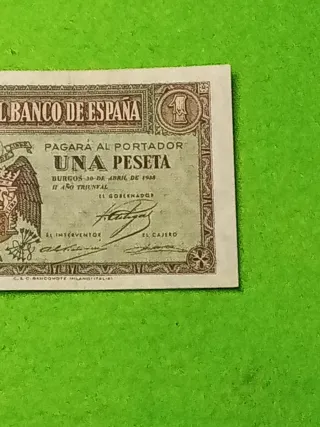 L BANCO DE ESPAÑA
1
PAGARÁ AL PORTADOR
UNA PESETA
BURGOS 30 DE ABRIL DE 1938
II AÑO TRIUNFAL
EL GOBERNADOR
EL INTERVENTOR EL CAJERO
A